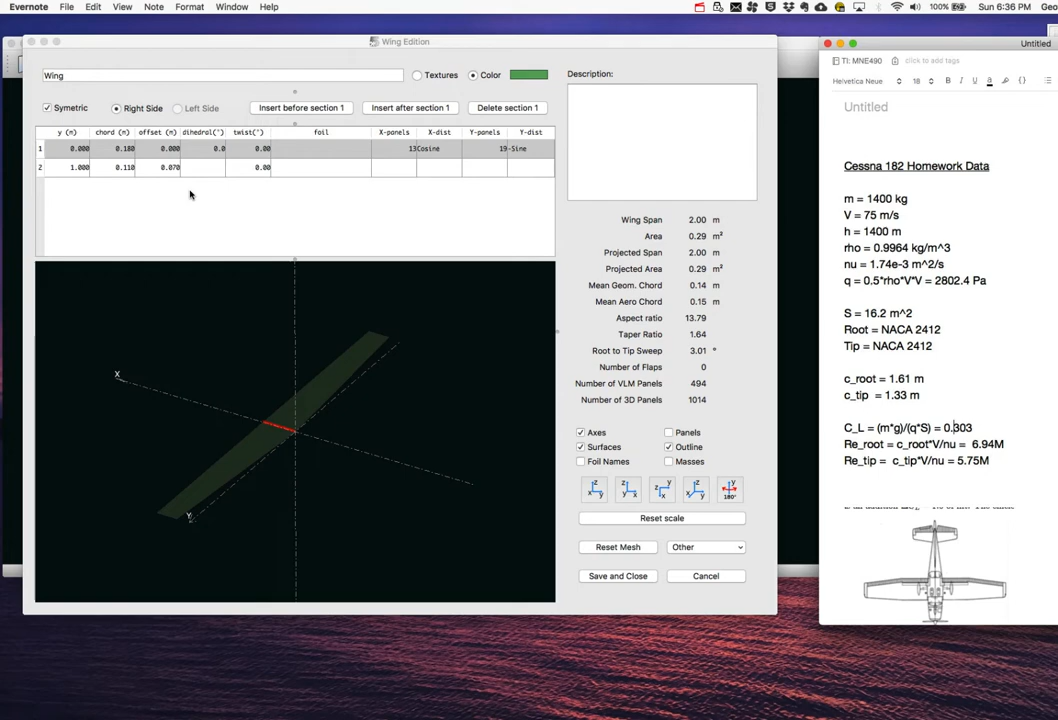 Evernote File Edit View Note Format Window Help 100% Sun 6:36 PM Geo
Wing Edition
Wing Textures Color Description:
Symetric Right Side Left Side Insert before section 1 Insert after section 1 Delete section 1
y (m) chord (m) offset (m) dihedral(°) twist(°) foil X-panels X-dist Y-panels Y-dist
1 0.000 0.180 0.000 0.0 0.00 13 Cosine 19 -Sine
2 1.000 0.110 0.070 0.00
Wing Span 2.00 m
Area 0.29 m²
Projected Span 2.00 m
Projected Area 0.29 m²
Mean Geom. Chord 0.14 m
Mean Aero Chord 0.15 m
Aspect ratio 13.79
Taper Ratio 1.64
Root to Tip Sweep 3.01 °
Number of Flaps 0
Number of VLM Panels 494
Number of 3D Panels 1014
X
Y
Axes Panels
Surfaces Outline
Foil Names Masses
z y z x z x z y y 180°
Reset scale
Reset Mesh Other
Save and Close Cancel
Untitled
TI: MNE490 click to add tags
Helvetica Neue 18 B I U a
Untitled
Cessna 182 Homework Data
m = 1400 kg
V = 75 m/s
h = 1400 m
rho = 0.9964 kg/m^3
nu = 1.74e-3 m^2/s
q = 0.5*rho*V*V = 2802.4 Pa
S = 16.2 m^2
Root = NACA 2412
Tip = NACA 2412
c_root = 1.61 m
c_tip = 1.33 m
C_L = (m*g)/(q*S) = 0.303
Re_root = c_root*V/nu = 6.94M
Re_tip = c_tip*V/nu = 5.75M